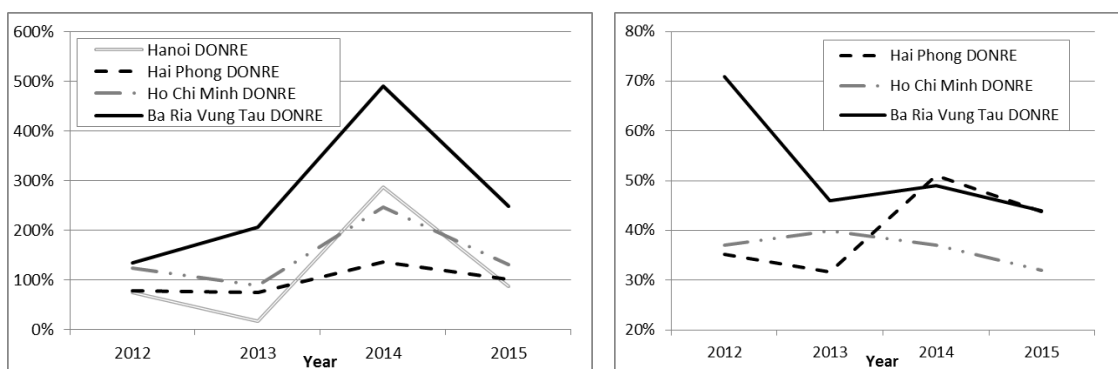 600%
500%
400%
300%
200%
100%
0%
Hanoi DONRE
Hai Phong DONRE
Ho Chi Minh DONRE
Ba Ria Vung Tau DONRE
2012 2013 2014 2015
Year
80%
70%
60%
50%
40%
30%
20%
Hai Phong DONRE
Ho Chi Minh DONRE
Ba Ria Vung Tau DONRE
2012 2013 2014 2015
Year